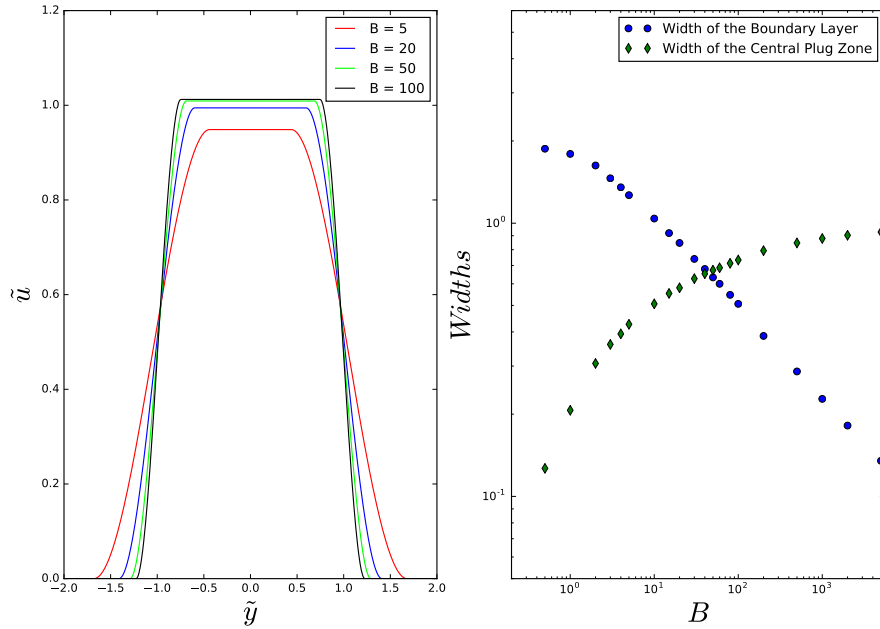 1.2
1.0
0.8
0.6
0.4
0.2
0.0
ũ
B = 5
B = 20
B = 50
B = 100
−2.0 −1.5 −1.0 −0.5 0.0 0.5 1.0 1.5 2.0
ỹ
Width of the Boundary Layer
Width of the Central Plug Zone
10⁰
10⁻¹
Widths
10⁰ 10¹ 10² 10³
B